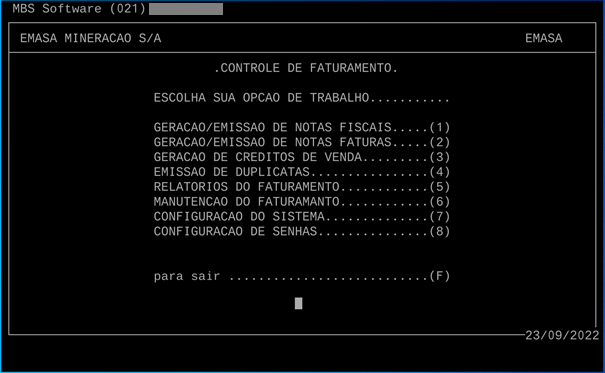 MBS Software (021)
EMASA MINERACAO S/A EMASA
.CONTROLE DE FATURAMENTO.
ESCOLHA SUA OPCAO DE TRABALHO...........
GERACAO/EMISSAO DE NOTAS FISCAIS.....(1)
GERACAO/EMISSAO DE NOTAS FATURAS.....(2)
GERACAO DE CREDITOS DE VENDA.........(3)
EMISSAO DE DUPLICATAS................(4)
RELATORIOS DO FATURAMENTO............(5)
MANUTENCAO DO FATURAMANTO............(6)
CONFIGURACAO DO SISTEMA..............(7)
CONFIGURACAO DE SENHAS...............(8)
para sair ...........................(F)
23/09/2022